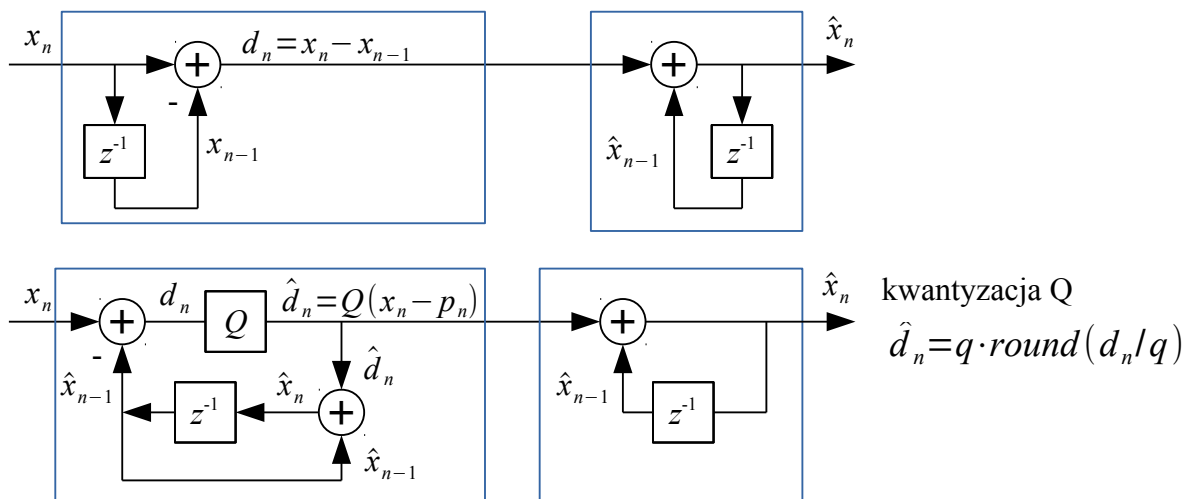 x_n
d_n = x_n − x_{n−1}
x̂_n
+
-
+
z^{-1}
x_{n−1}
x̂_{n−1}
z^{-1}
x_n
d_n
d̂_n = Q(x_n − p_n)
x̂_n
kwantyzacja Q
+
Q
+
d̂_n = q·round(d_n/q)
-
x̂_{n−1}
d̂_n
x̂_n
z^{-1}
+
x̂_{n−1}
z^{-1}
x̂_{n−1}